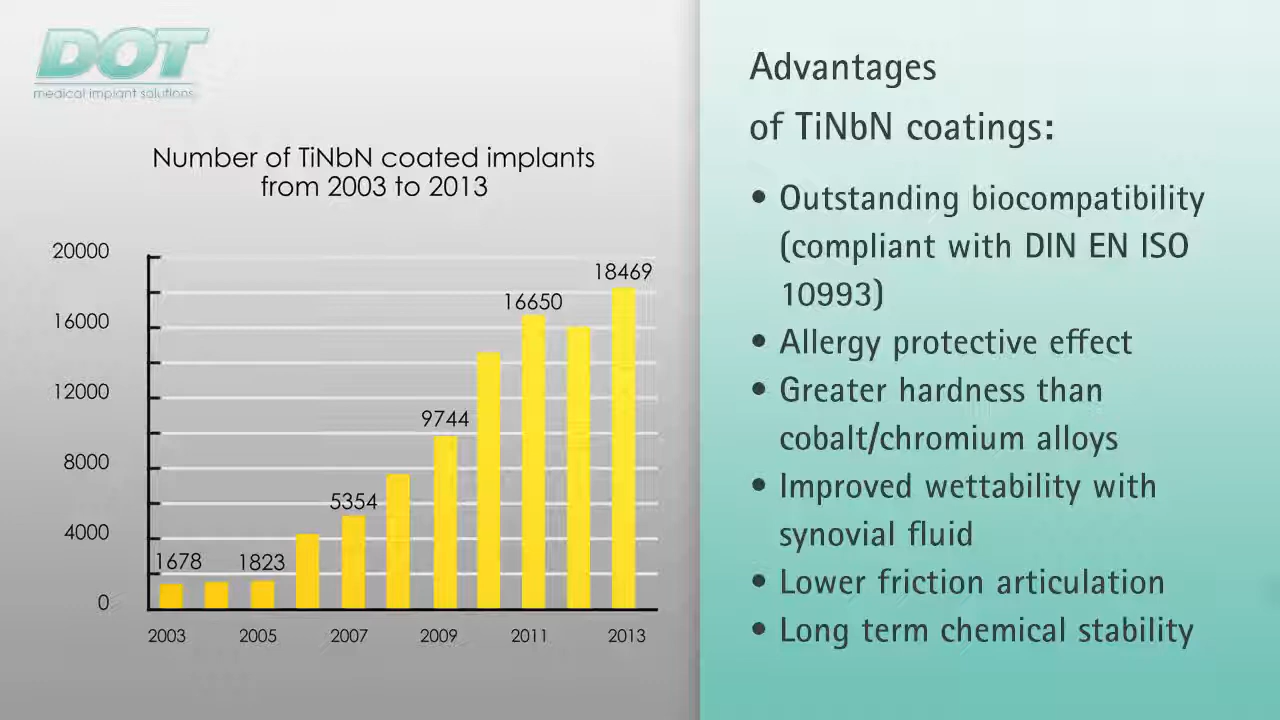 DOT
medical implant solutions
Number of TiNbN coated implants
from 2003 to 2013
20000
16000
12000
8000
4000
0
1678
1823
5354
9744
16650
18469
2003
2005
2007
2009
2011
2013
Advantages
of TiNbN coatings:
• Outstanding biocompatibility
(compliant with DIN EN ISO
10993)
• Allergy protective effect
• Greater hardness than
cobalt/chromium alloys
• Improved wettability with
synovial fluid
• Lower friction articulation
• Long term chemical stability